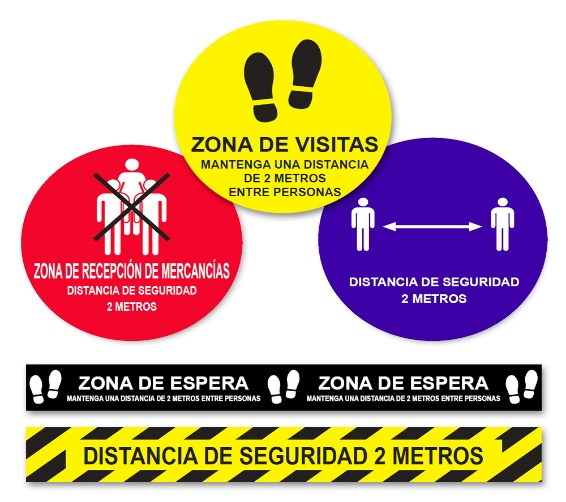 ZONA DE VISITAS
MANTENGA UNA DISTANCIA
DE 2 METROS
ENTRE PERSONAS
ZONA DE RECEPCIÓN DE MERCANCÍAS
DISTANCIA DE SEGURIDAD
2 METROS
DISTANCIA DE SEGURIDAD
2 METROS
ZONA DE ESPERA
MANTENGA UNA DISTANCIA DE 2 METROS ENTRE PERSONAS
ZONA DE ESPERA
MANTENGA UNA DISTANCIA DE 2 METROS ENTRE PERSONAS
DISTANCIA DE SEGURIDAD 2 METROS